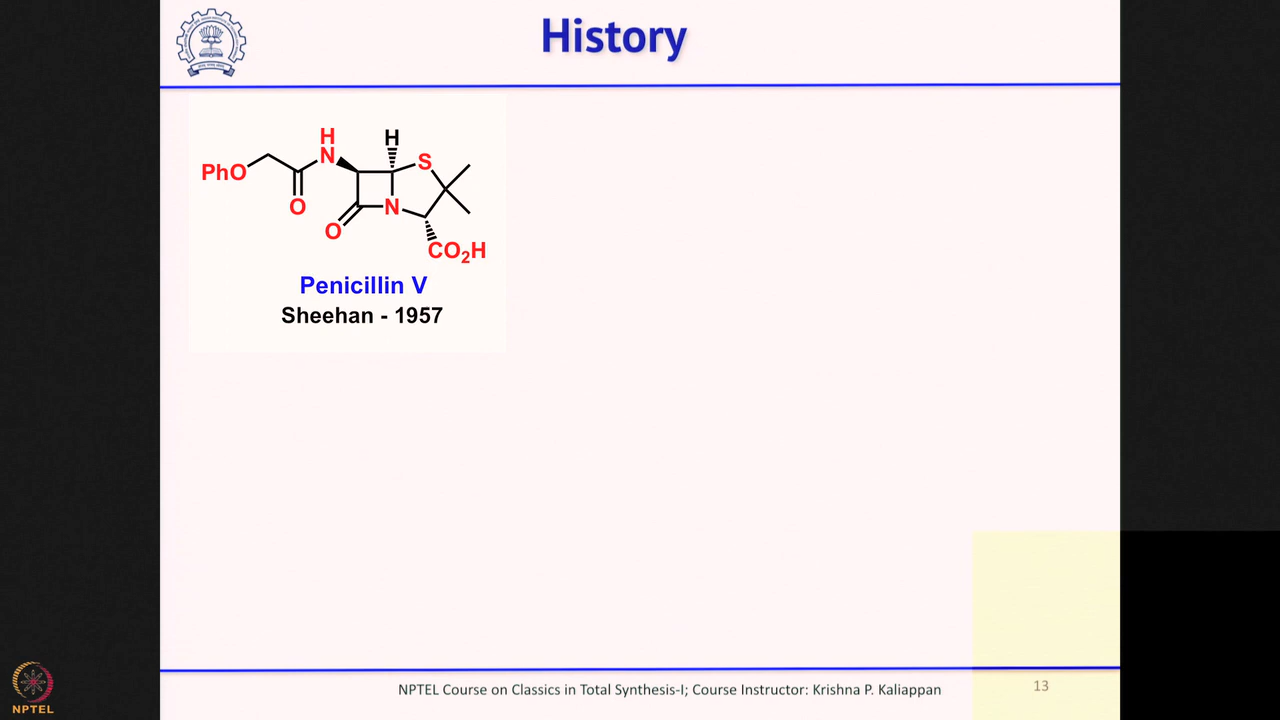 History
H
H
N
S
PhO
O
N
O
CO2H
Penicillin V
Sheehan - 1957
NPTEL Course on Classics in Total Synthesis-I; Course Instructor: Krishna P. Kaliappan
13
NPTEL